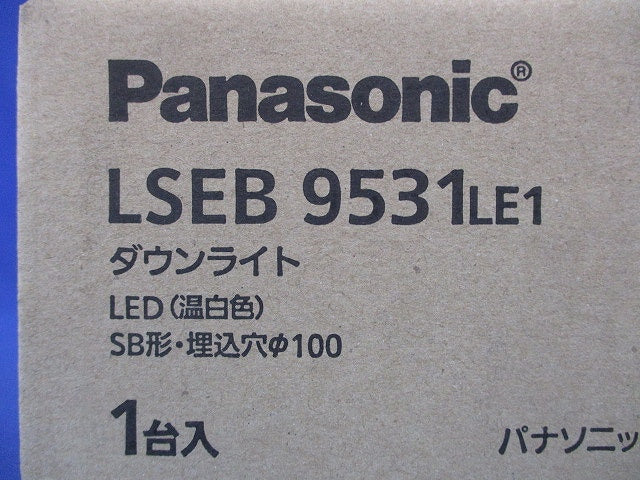 Panasonic®
LSEB 9531LE1
ダウンライト
LED（温白色）
SB形・埋込穴φ100
1台入
パナソニッ